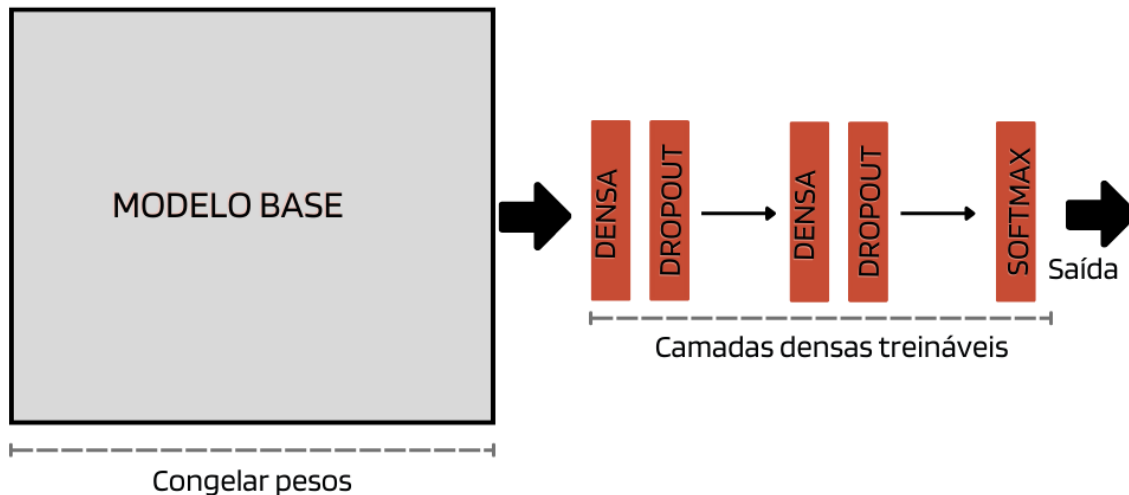 MODELO BASE
DENSA
DROPOUT
DENSA
DROPOUT
SOFTMAX
Saída
Camadas densas treináveis
Congelar pesos